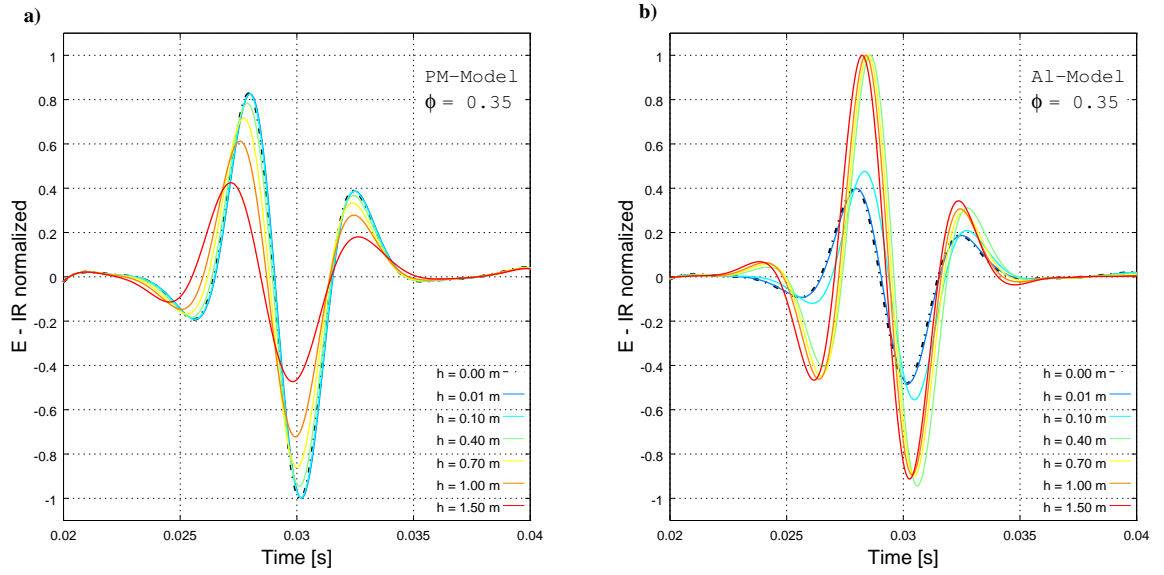 a)
PM-Model
ϕ = 0.35
E - IR normalized
1
0.8
0.6
0.4
0.2
0
-0.2
-0.4
-0.6
-0.8
-1
h = 0.00 m
h = 0.01 m
h = 0.10 m
h = 0.40 m
h = 0.70 m
h = 1.00 m
h = 1.50 m
0.02 0.025 0.03 0.035 0.04
Time [s]
b)
Al-Model
ϕ = 0.35
E - IR normalized
1
0.8
0.6
0.4
0.2
0
-0.2
-0.4
-0.6
-0.8
-1
h = 0.00 m
h = 0.01 m
h = 0.10 m
h = 0.40 m
h = 0.70 m
h = 1.00 m
h = 1.50 m
0.02 0.025 0.03 0.035 0.04
Time [s]